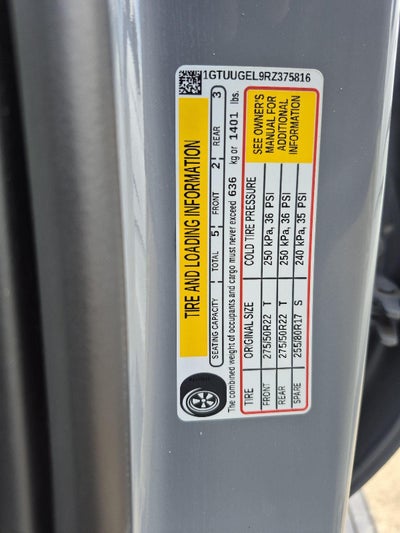 1GTUUGEL9RZ375816
TIRE AND LOADING INFORMATION
SEATING CAPACITY TOTAL 5 FRONT 2 REAR 3
The combined weight of occupants and cargo must never exceed 636 kg or 1401 lbs.
TIRE ORIGINAL SIZE COLD TIRE PRESSURE
FRONT 275/50R22 T 250 kPa, 36 PSI
REAR 275/50R22 T 250 kPa, 36 PSI
SPARE 255/80R17 S 240 kPa, 35 PSI
SEE OWNER'S
MANUAL FOR
ADDITIONAL
INFORMATION